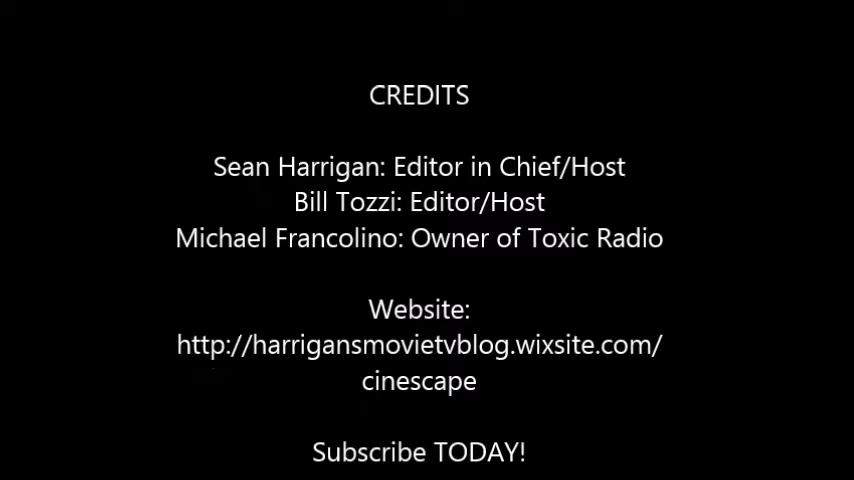 CREDITS
Sean Harrigan: Editor in Chief/Host
Bill Tozzi: Editor/Host
Michael Francolino: Owner of Toxic Radio
Website:
http://harrigansmovietvblog.wixsite.com/
cinescape
Subscribe TODAY!